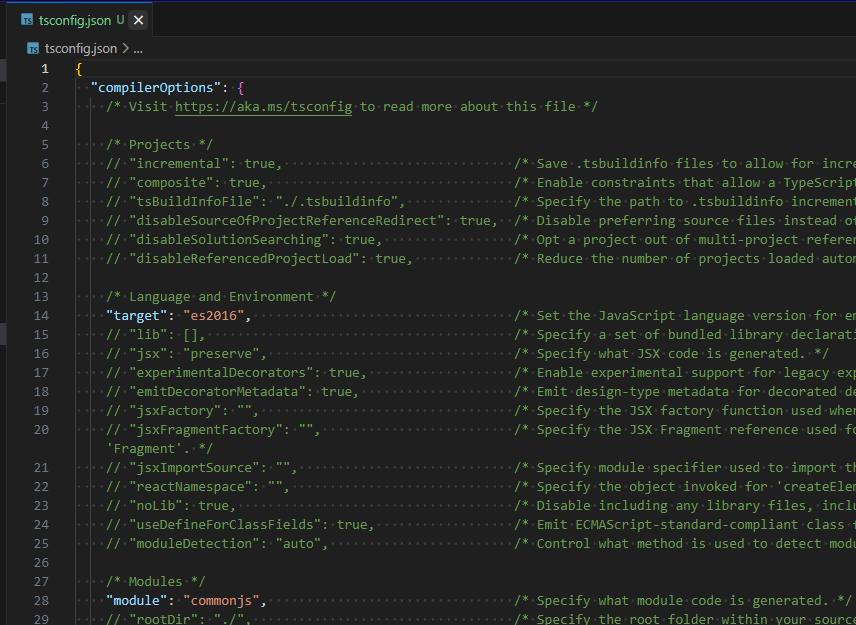 TS tsconfig.json U ×
TS tsconfig.json > ...
1 {
2 "compilerOptions": {
3 /* Visit https://aka.ms/tsconfig to read more about this file */
4
5 /* Projects */
6 // "incremental": true, /* Save .tsbuildinfo files to allow for incre
7 // "composite": true, /* Enable constraints that allow a TypeScript
8 // "tsBuildInfoFile": "./.tsbuildinfo", /* Specify the path to .tsbuildinfo increment
9 // "disableSourceOfProjectReferenceRedirect": true, /* Disable preferring source files instead of
10 // "disableSolutionSearching": true, /* Opt a project out of multi-project referen
11 // "disableReferencedProjectLoad": true, /* Reduce the number of projects loaded autom
12
13 /* Language and Environment */
14 "target": "es2016", /* Set the JavaScript language version for em
15 // "lib": [], /* Specify a set of bundled library declarati
16 // "jsx": "preserve", /* Specify what JSX code is generated. */
17 // "experimentalDecorators": true, /* Enable experimental support for legacy exp
18 // "emitDecoratorMetadata": true, /* Emit design-type metadata for decorated de
19 // "jsxFactory": "", /* Specify the JSX factory function used when
20 // "jsxFragmentFactory": "", /* Specify the JSX Fragment reference used fo
'Fragment'. */
21 // "jsxImportSource": "", /* Specify module specifier used to import th
22 // "reactNamespace": "", /* Specify the object invoked for 'createElem
23 // "noLib": true, /* Disable including any library files, inclu
24 // "useDefineForClassFields": true, /* Emit ECMAScript-standard-compliant class f
25 // "moduleDetection": "auto", /* Control what method is used to detect modu
26
27 /* Modules */
28 "module": "commonjs", /* Specify what module code is generated. */
29 // "rootDir": "./", /* Specify the root folder within your source